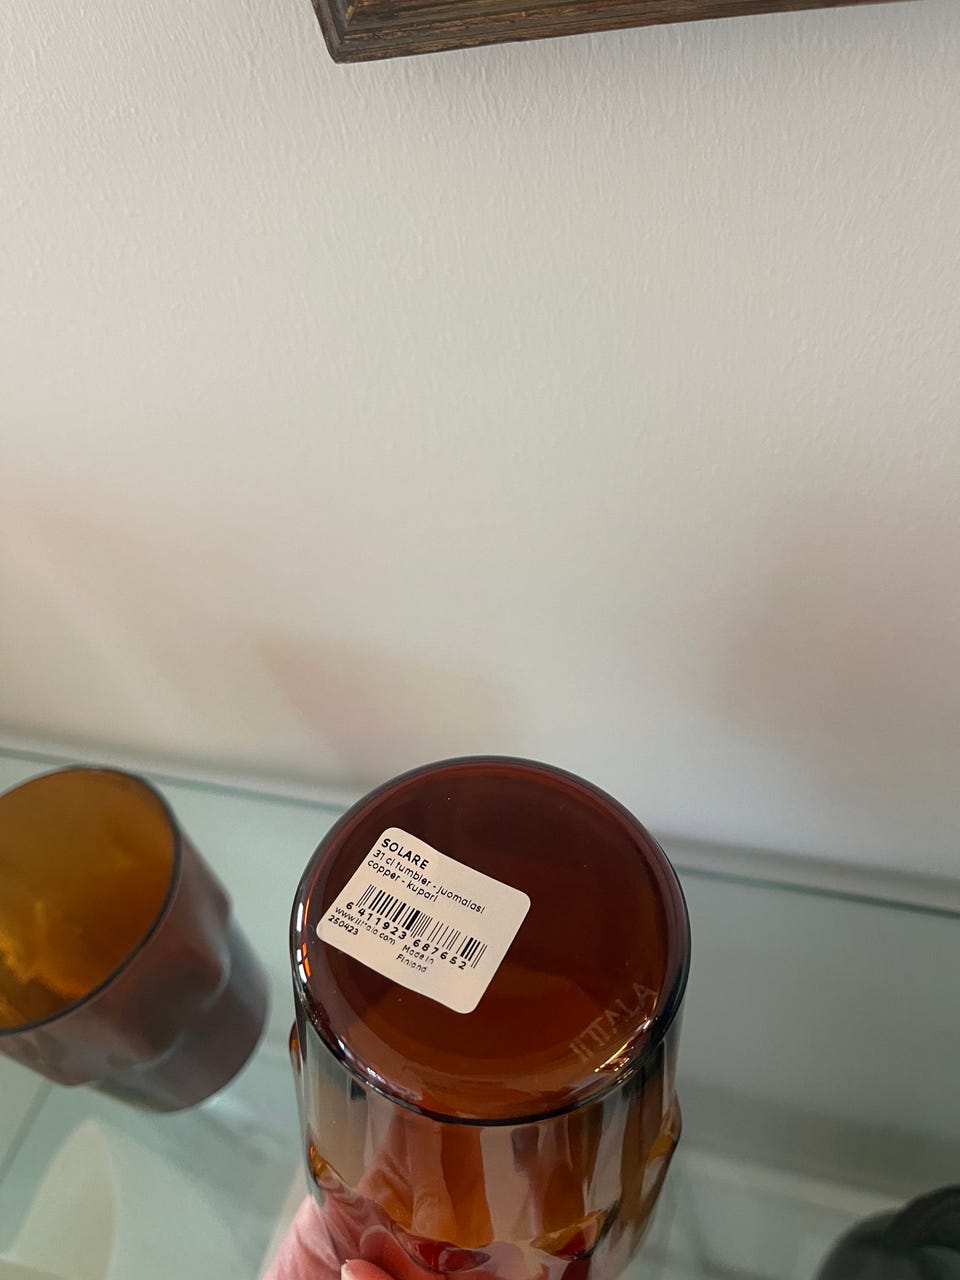 SOLARE
31 cl tumbler - juomalasi
copper - kupari
6 411923 687652
www.iittala.com Made in
250423 Finland
IITTALA